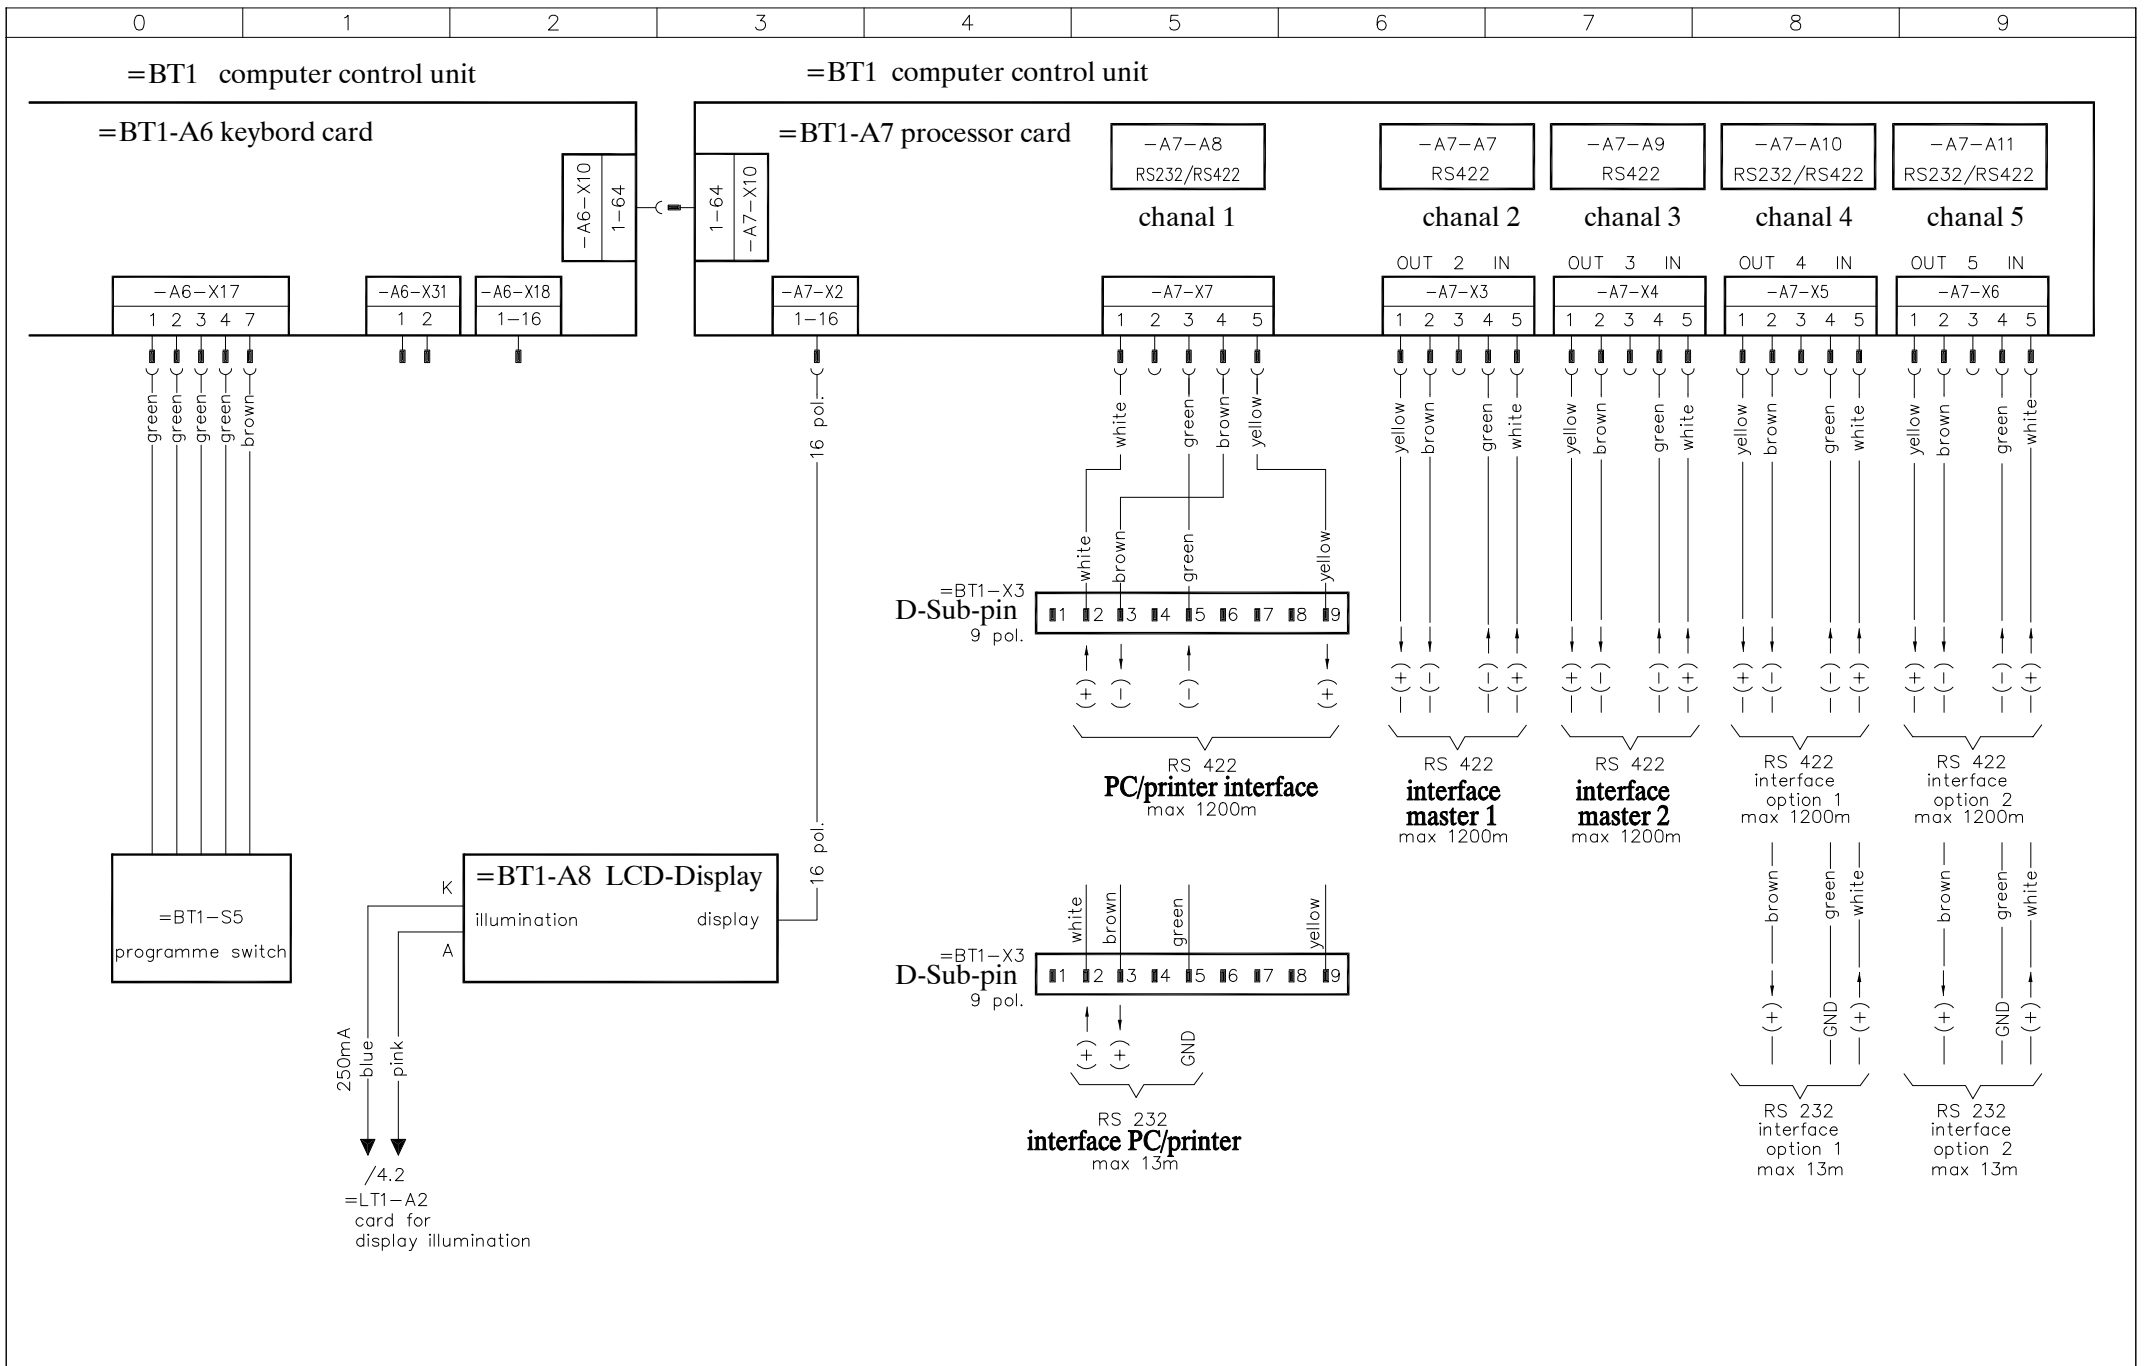 0 1 2 3 4 5 6 7 8 9
=BT1 computer control unit
=BT1 computer control unit
=BT1-A6 keybord card
=BT1-A7 processor card
-A6-X10
1-64
1-64
-A7-X10
-A7-A8
RS232/RS422
chanal 1
-A7-A7
RS422
chanal 2
-A7-A9
RS422
chanal 3
-A7-A10
RS232/RS422
chanal 4
-A7-A11
RS232/RS422
chanal 5
OUT 2 IN
OUT 3 IN
OUT 4 IN
OUT 5 IN
-A6-X17
1 2 3 4 7
-A6-X31
1 2
-A6-X18
1-16
-A7-X2
1-16
-A7-X7
1 2 3 4 5
-A7-X3
1 2 3 4 5
-A7-X4
1 2 3 4 5
-A7-X5
1 2 3 4 5
-A7-X6
1 2 3 4 5
green
green
green
green
brown
16 pol.
white
green
brown
yellow
yellow
brown
green
white
yellow
brown
green
white
yellow
brown
green
white
yellow
brown
green
white
white
brown
green
yellow
=BT1-X3
D-Sub-pin
9 pol.
1 2 3 4 5 6 7 8 9
(+) (-) (-) (+)
(+) (-) (-) (+)
(+) (-) (-) (+)
(+) (-) (-) (+)
(+) (-) (-) (+)
RS 422
PC/printer interface
max 1200m
RS 422
interface
master 1
max 1200m
RS 422
interface
master 2
max 1200m
RS 422
interface
option 1
max 1200m
RS 422
interface
option 2
max 1200m
16 pol.
=BT1-S5
programme switch
K
A
=BT1-A8 LCD-Display
illumination display
white
brown
green
yellow
=BT1-X3
D-Sub-pin
9 pol.
1 2 3 4 5 6 7 8 9
(+) (+) GND
RS 232
interface PC/printer
max 13m
brown
green
white
(+) GND (+)
RS 232
interface
option 1
max 13m
brown
green
white
(+) GND (+)
RS 232
interface
option 2
max 13m
250mA
blue
pink
/4.2
=LT1-A2
card for
display illumination